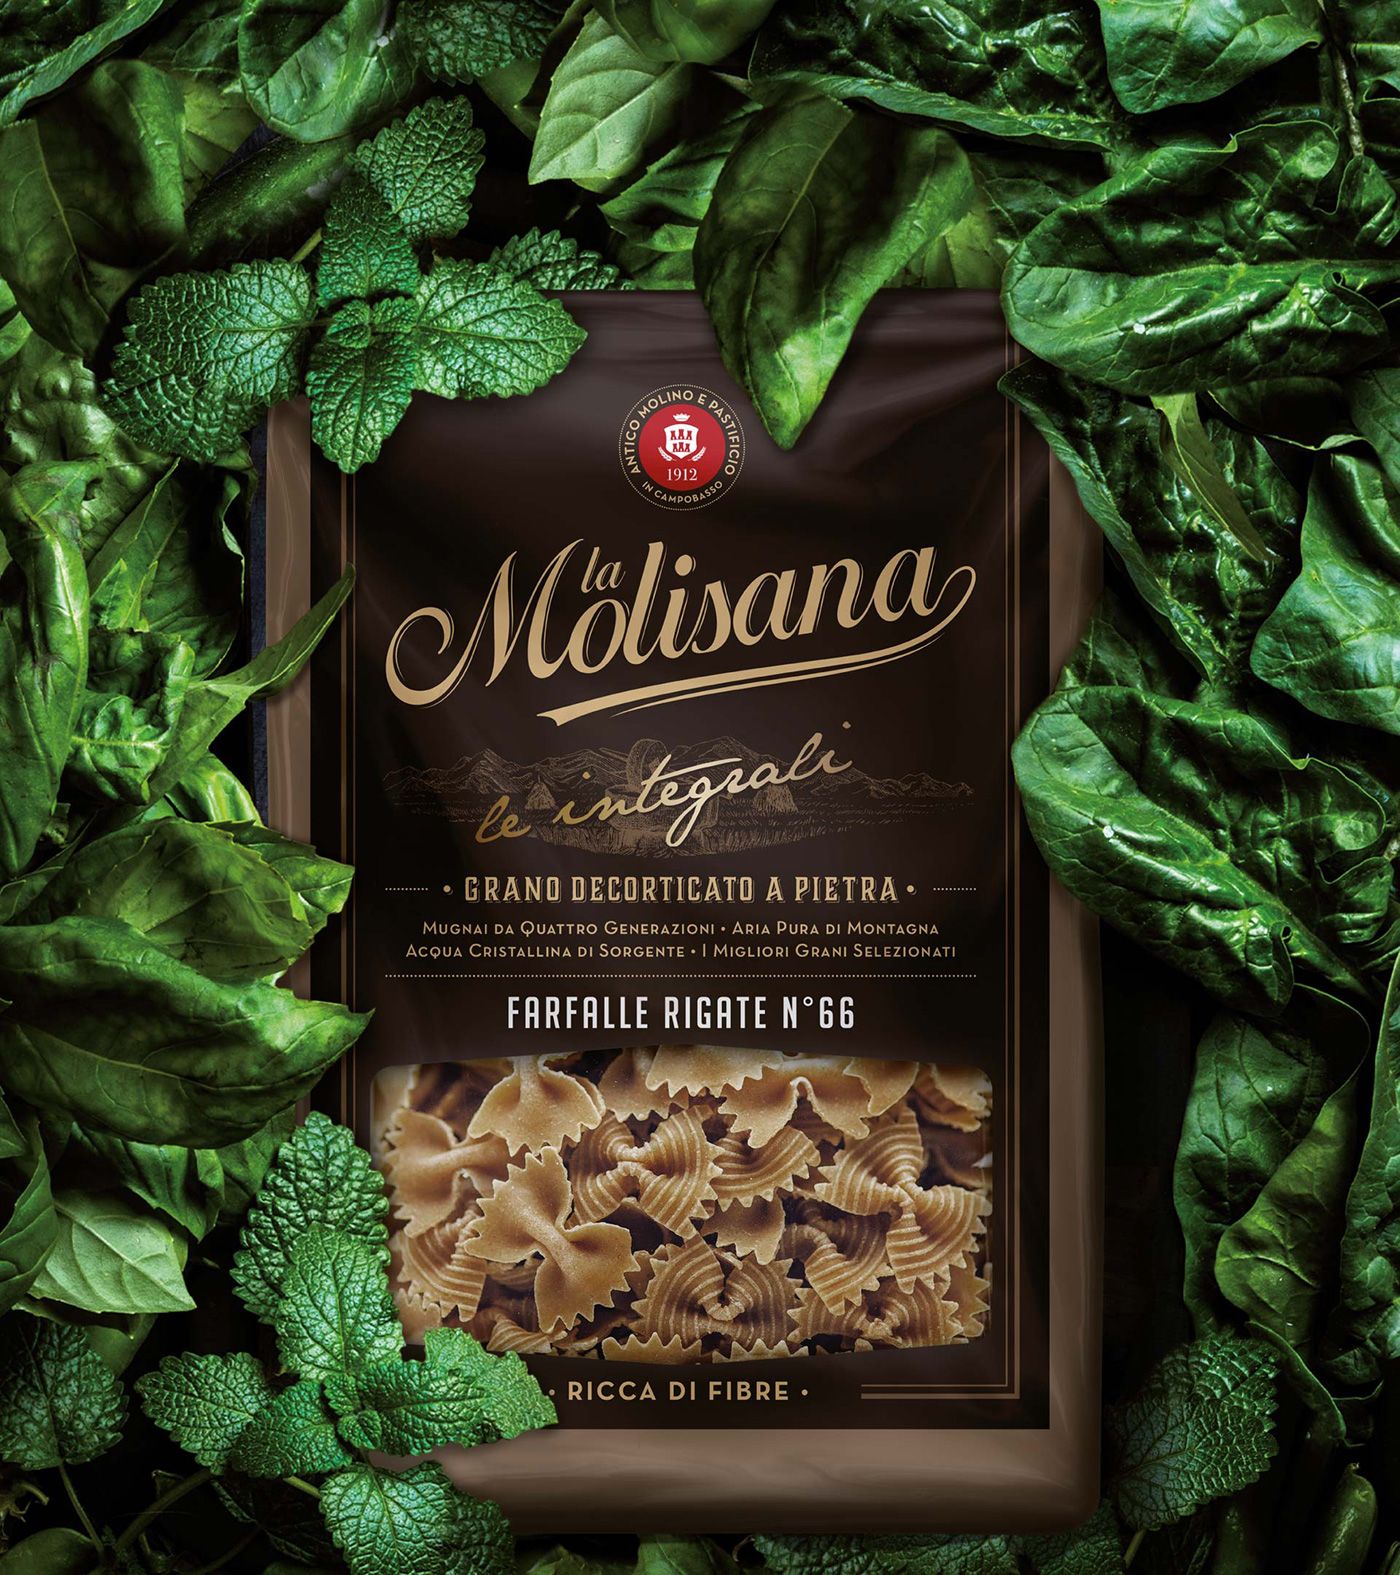 ANTICO MOLINO E PASTIFICIO
1912
IN CAMPOBASSO
la
Molisana
le integrali
• GRANO DECORTICATO A PIETRA •
MUGNAI DA QUATTRO GENERAZIONI • ARIA PURA DI MONTAGNA
ACQUA CRISTALLINA DI SORGENTE • I MIGLIORI GRANI SELEZIONATI
FARFALLE RIGATE N°66
• RICCA DI FIBRE •